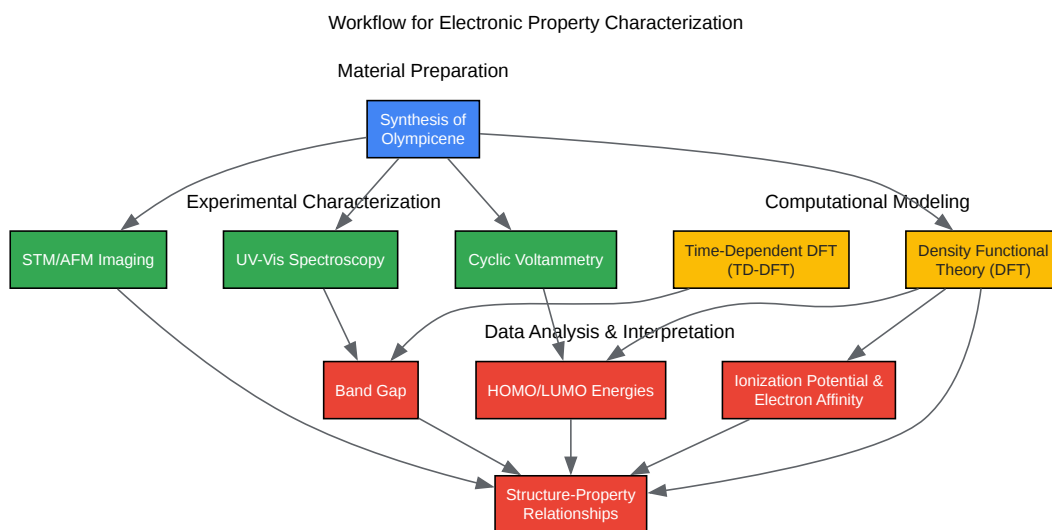 Workflow for Electronic Property Characterization
Material Preparation
Synthesis of
Olympicene
Experimental Characterization
Computational Modeling
STM/AFM Imaging
UV-Vis Spectroscopy
Cyclic Voltammetry
Time-Dependent DFT
(TD-DFT)
Density Functional
Theory (DFT)
Data Analysis & Interpretation
Band Gap
HOMO/LUMO Energies
Ionization Potential &
Electron Affinity
Structure-Property
Relationships